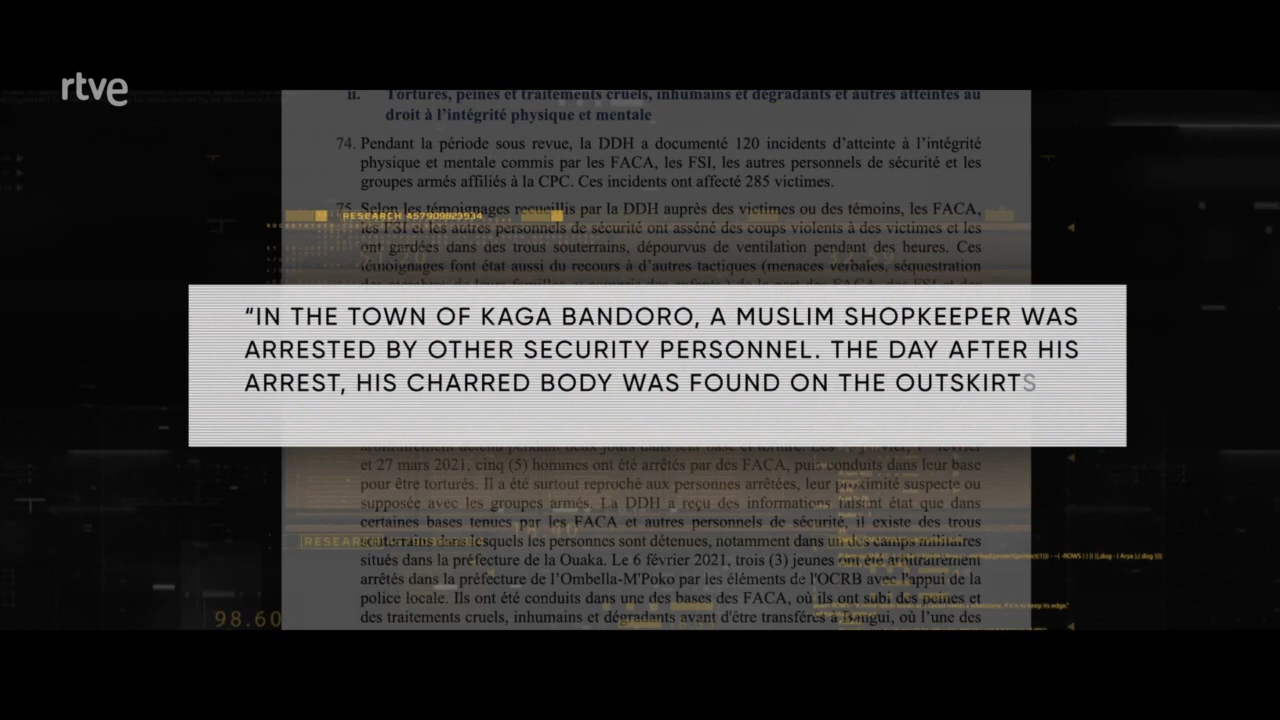 rtve
ii. Tortures, peines et traitements cruels, inhumains et dégradants et autres atteintes au
droit à l'intégrité physique et mentale
74. Pendant la période sous revue, la DDH a documenté 120 incidents d'atteinte à l'intégrité
physique et mentale commis par les FACA, les FSI, les autres personnels de sécurité et les
groupes armés affiliés à la CPC. Ces incidents ont affecté 285 victimes.
75. Selon les témoignages recueillis par la DDH auprès des victimes ou des témoins, les FACA,
RESEARCH 457909823934
les FSI et les autres personnels de sécurité ont asséné des coups violents à des victimes et les
ont gardées dans des trous souterrains, dépourvus de ventilation pendant des heures. Ces
témoignages font état aussi du recours à d'autres tactiques (menaces verbales, séquestration
"IN THE TOWN OF KAGA BANDORO, A MUSLIM SHOPKEEPER WAS
ARRESTED BY OTHER SECURITY PERSONNEL. THE DAY AFTER HIS
ARREST, HIS CHARRED BODY WAS FOUND ON THE OUTSKIRTS
et 27 mars 2021, cinq (5) hommes ont été arrêtés par des FACA, puis conduits dans leur base
pour être torturés. Il a été surtout reproché aux personnes arrêtées, leur proximité suspecte ou
supposée avec les groupes armés. La DDH a reçu des informations faisant état que dans
certaines bases tenues par les FACA et autres personnels de sécurité, il existe des trous
souterrains dans lesquels les personnes sont détenues, notamment dans un des camps militaires
RESEARCH
situés dans la préfecture de la Ouaka. Le 6 février 2021, trois (3) jeunes ont été arbitrairement
arrêtés dans la préfecture de l'Ombella-M'Poko par les éléments de l'OCRB avec l'appui de la
police locale. Ils ont été conduits dans une des bases des FACA, où ils ont subi des peines et
des traitements cruels, inhumains et dégradants avant d'être transférés à Bangui, où l'une des
98.60